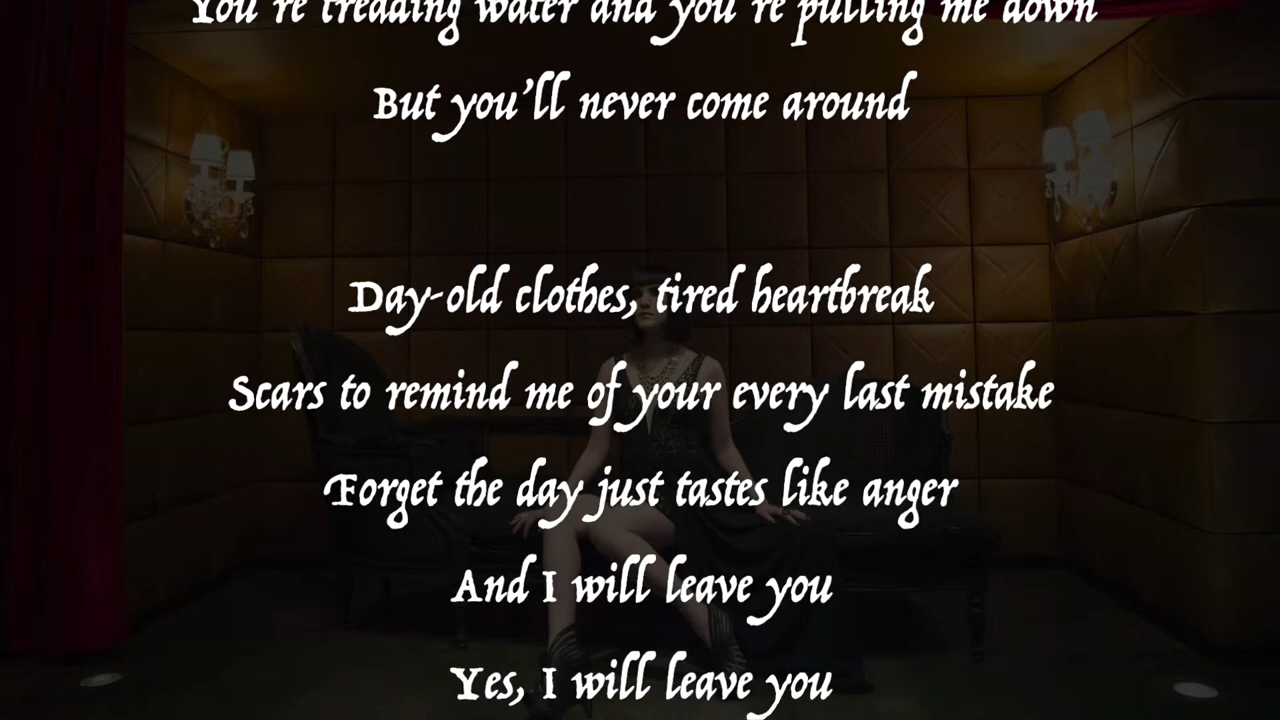 You're treading water and you're pulling me down
But you'll never come around
Day-old clothes, tired heartbreak
Scars to remind me of your every last mistake
Forget the day just tastes like anger
And I will leave you
Yes, I will leave you